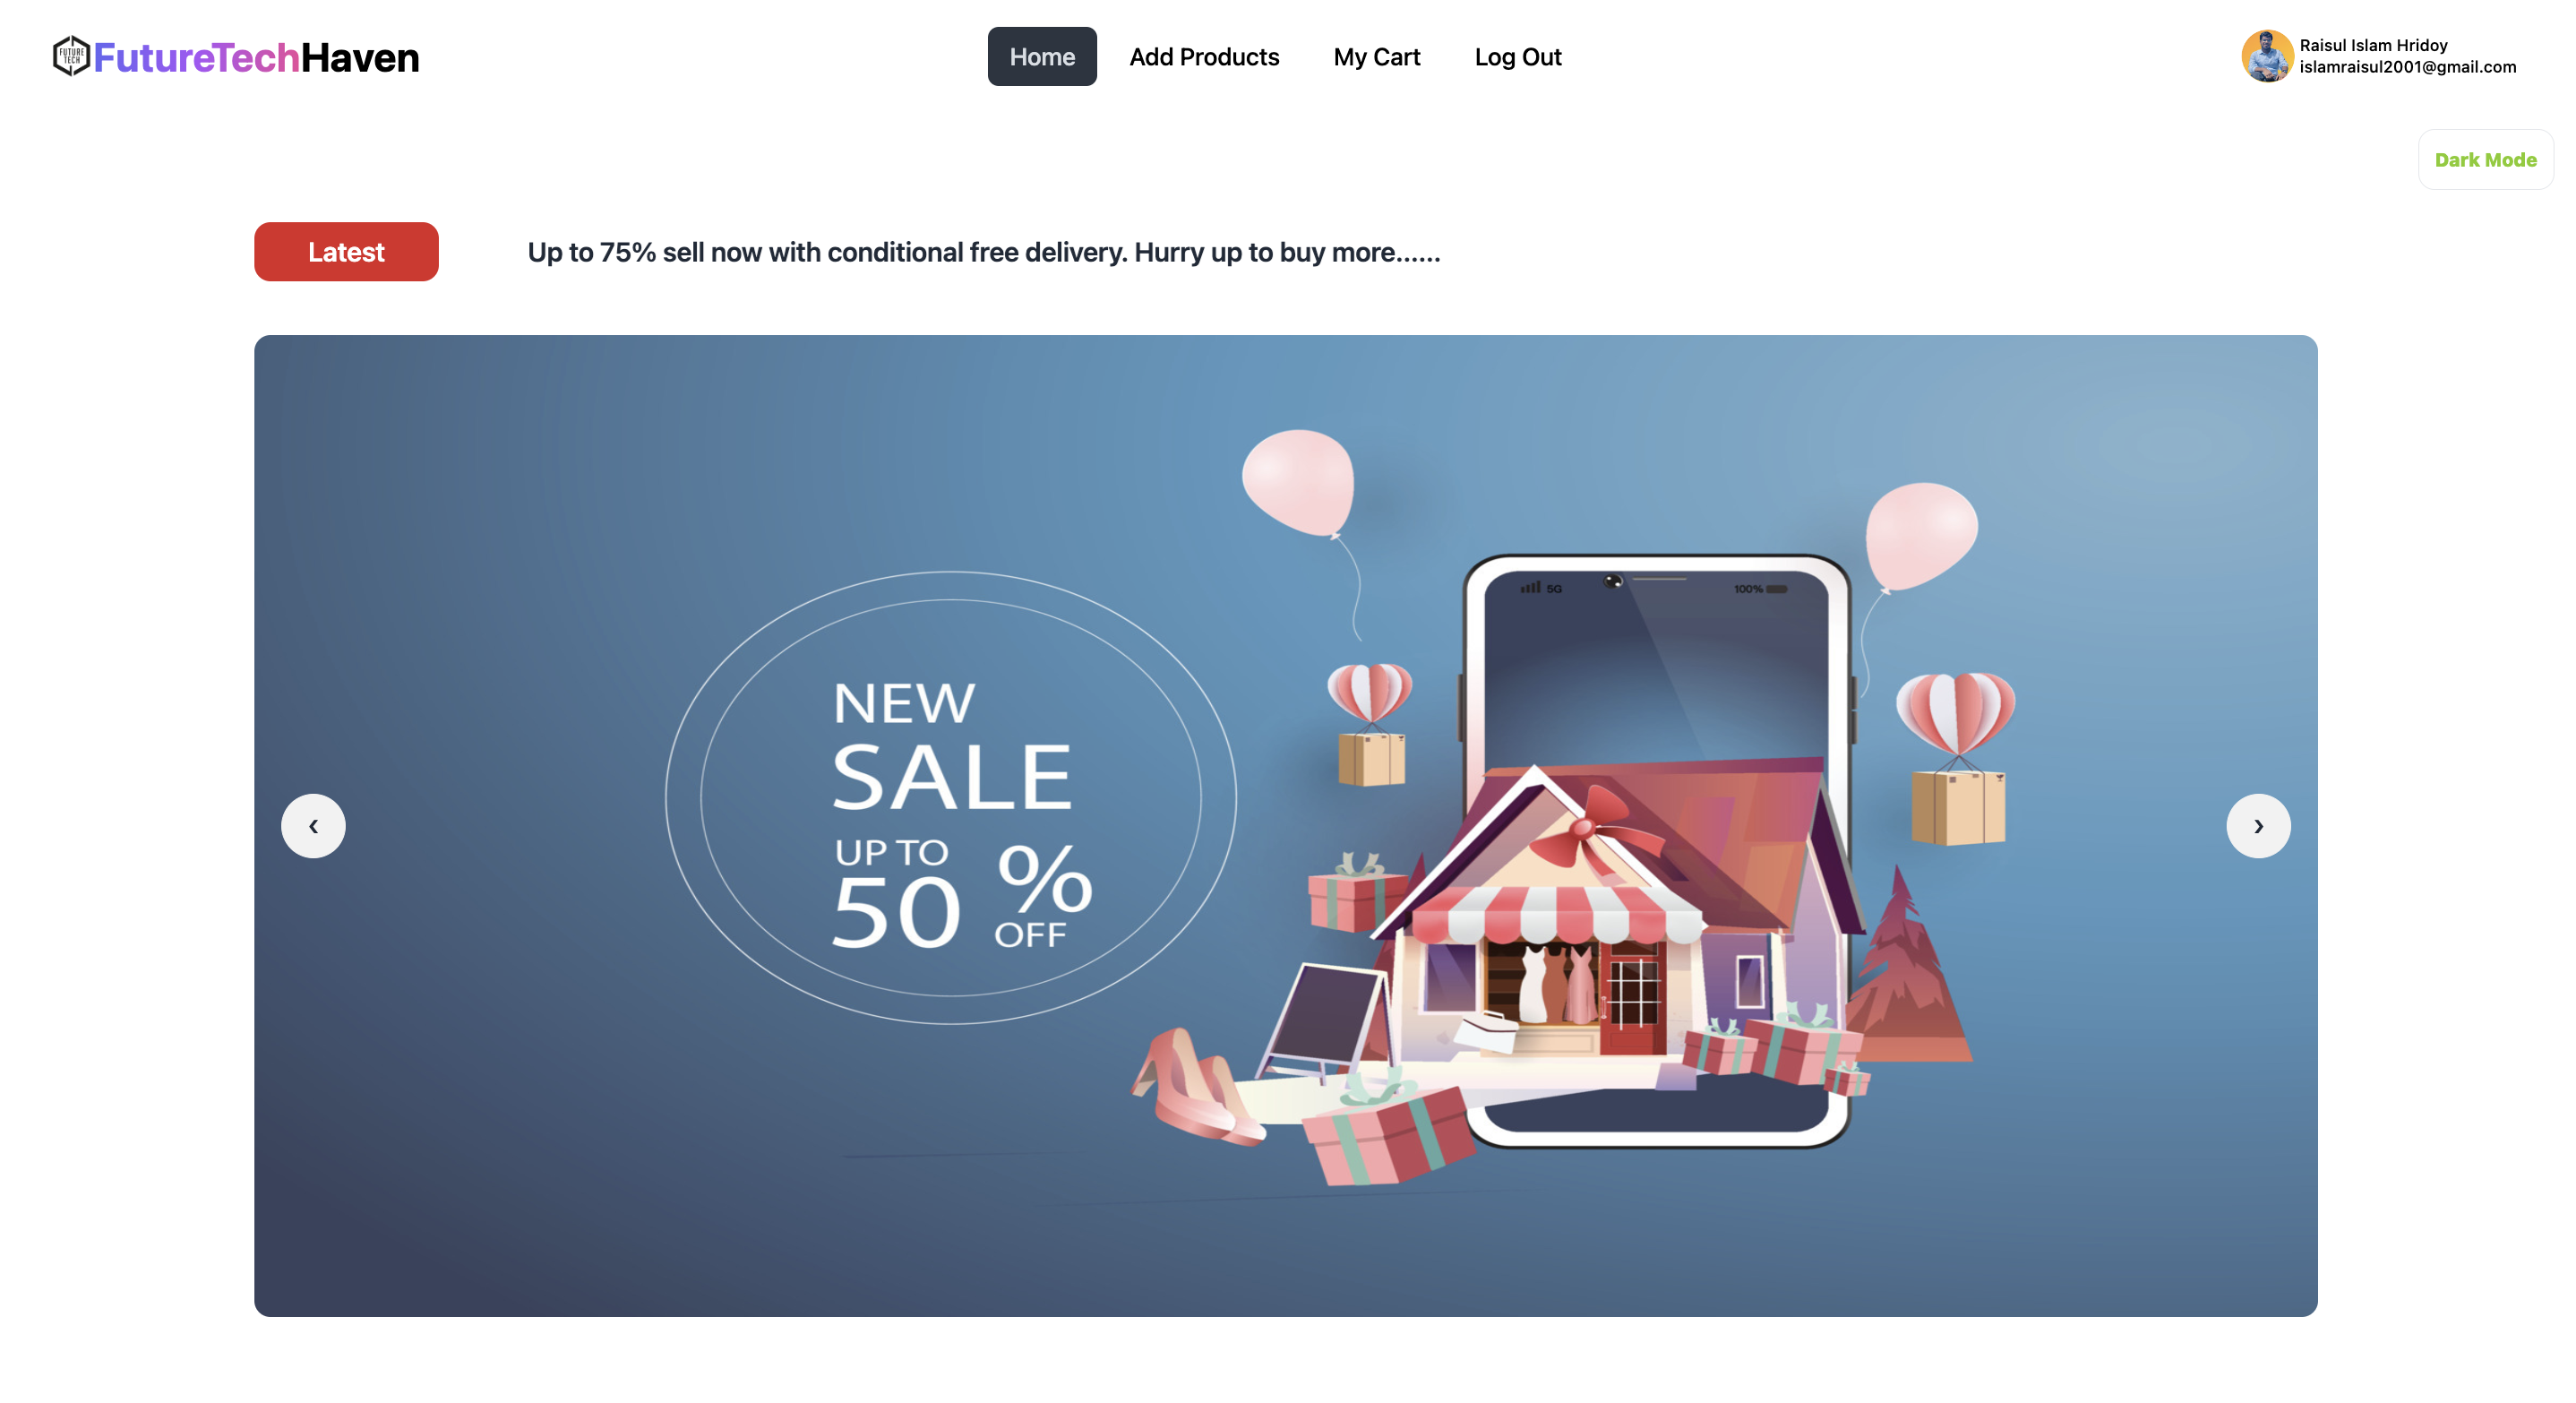 FUTURE
TECH
FutureTechHaven
Home
Add Products
My Cart
Log Out
Raisul Islam Hridoy
islamraisul2001@gmail.com
Dark Mode
Latest
Up to 75% sell now with conditional free delivery. Hurry up to buy more......
5G
100%
NEW
SALE
UP TO
50 %
OFF